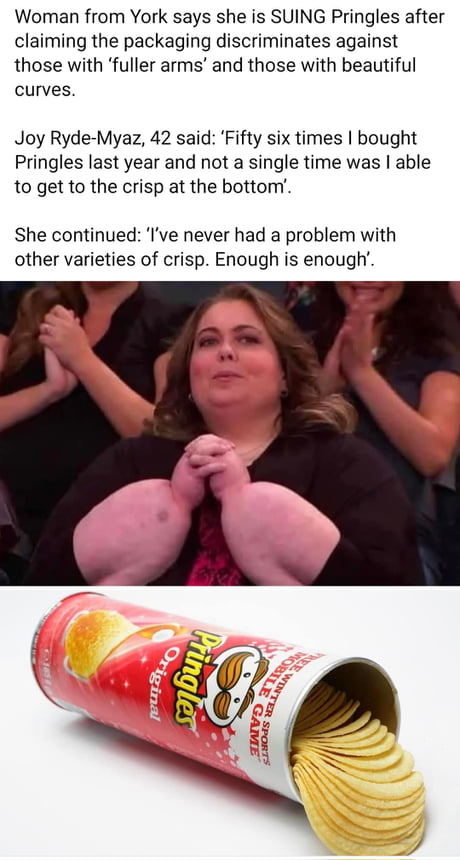 Woman from York says she is SUING Pringles after
claiming the packaging discriminates against
those with ‘fuller arms’ and those with beautiful
curves.
Joy Ryde-Myaz, 42 said: ‘Fifty six times I bought
Pringles last year and not a single time was I able
to get to the crisp at the bottom’.
She continued: ‘I’ve never had a problem with
other varieties of crisp. Enough is enough’.
Pringles
Original
FREE WINTER SPORTS
MOBILE GAME